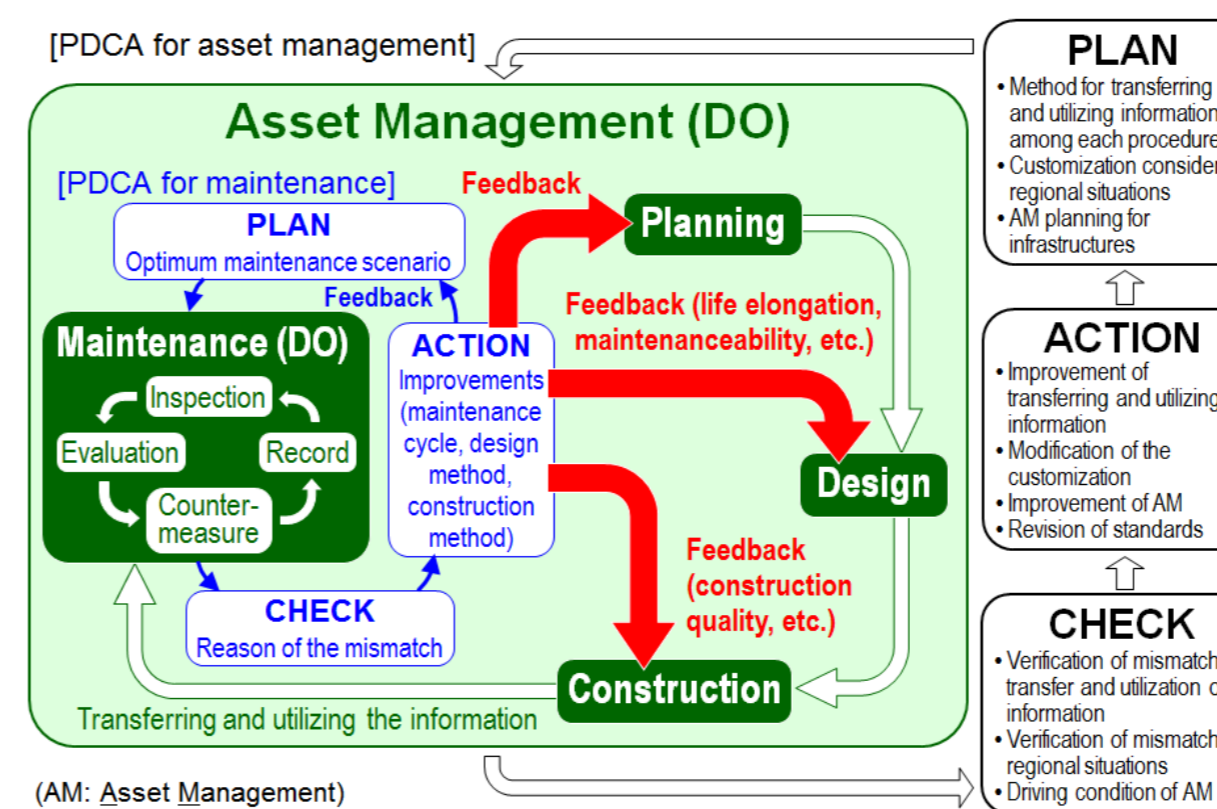 [PDCA for asset management]
Asset Management (DO)
[PDCA for maintenance]
PLAN
Optimum maintenance scenario
Feedback
Maintenance (DO)
Inspection
Evaluation
Record
Counter-
measure
ACTION
Improvements
(maintenance
cycle, design
method,
construction
method)
CHECK
Reason of the mismatch
Feedback
Planning
Feedback (life elongation,
maintenanceability, etc.)
Design
Feedback
(construction
quality, etc.)
Construction
Transferring and utilizing the information
(AM: Asset Management)
PLAN
• Method for transferring
and utilizing information
among each procedure
• Customization
regional situations
• AM planning for
infrastructures
ACTION
• Improvement of
transferring and utilizing
information
• Modification of the
customization
• Improvement of AM
• Revision of standards
CHECK
• Verification of mismatch
transfer and utilization
information
• Verification of mismatch
regional situations
• Driving condition of AM